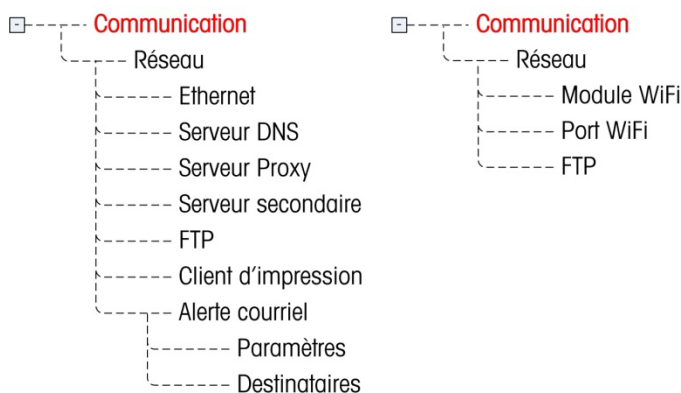 Communication
Réseau
Ethernet
Serveur DNS
Serveur Proxy
Serveur secondaire
FTP
Client d'impression
Alerte courriel
Paramètres
Destinataires
Communication
Réseau
Module WiFi
Port WiFi
FTP